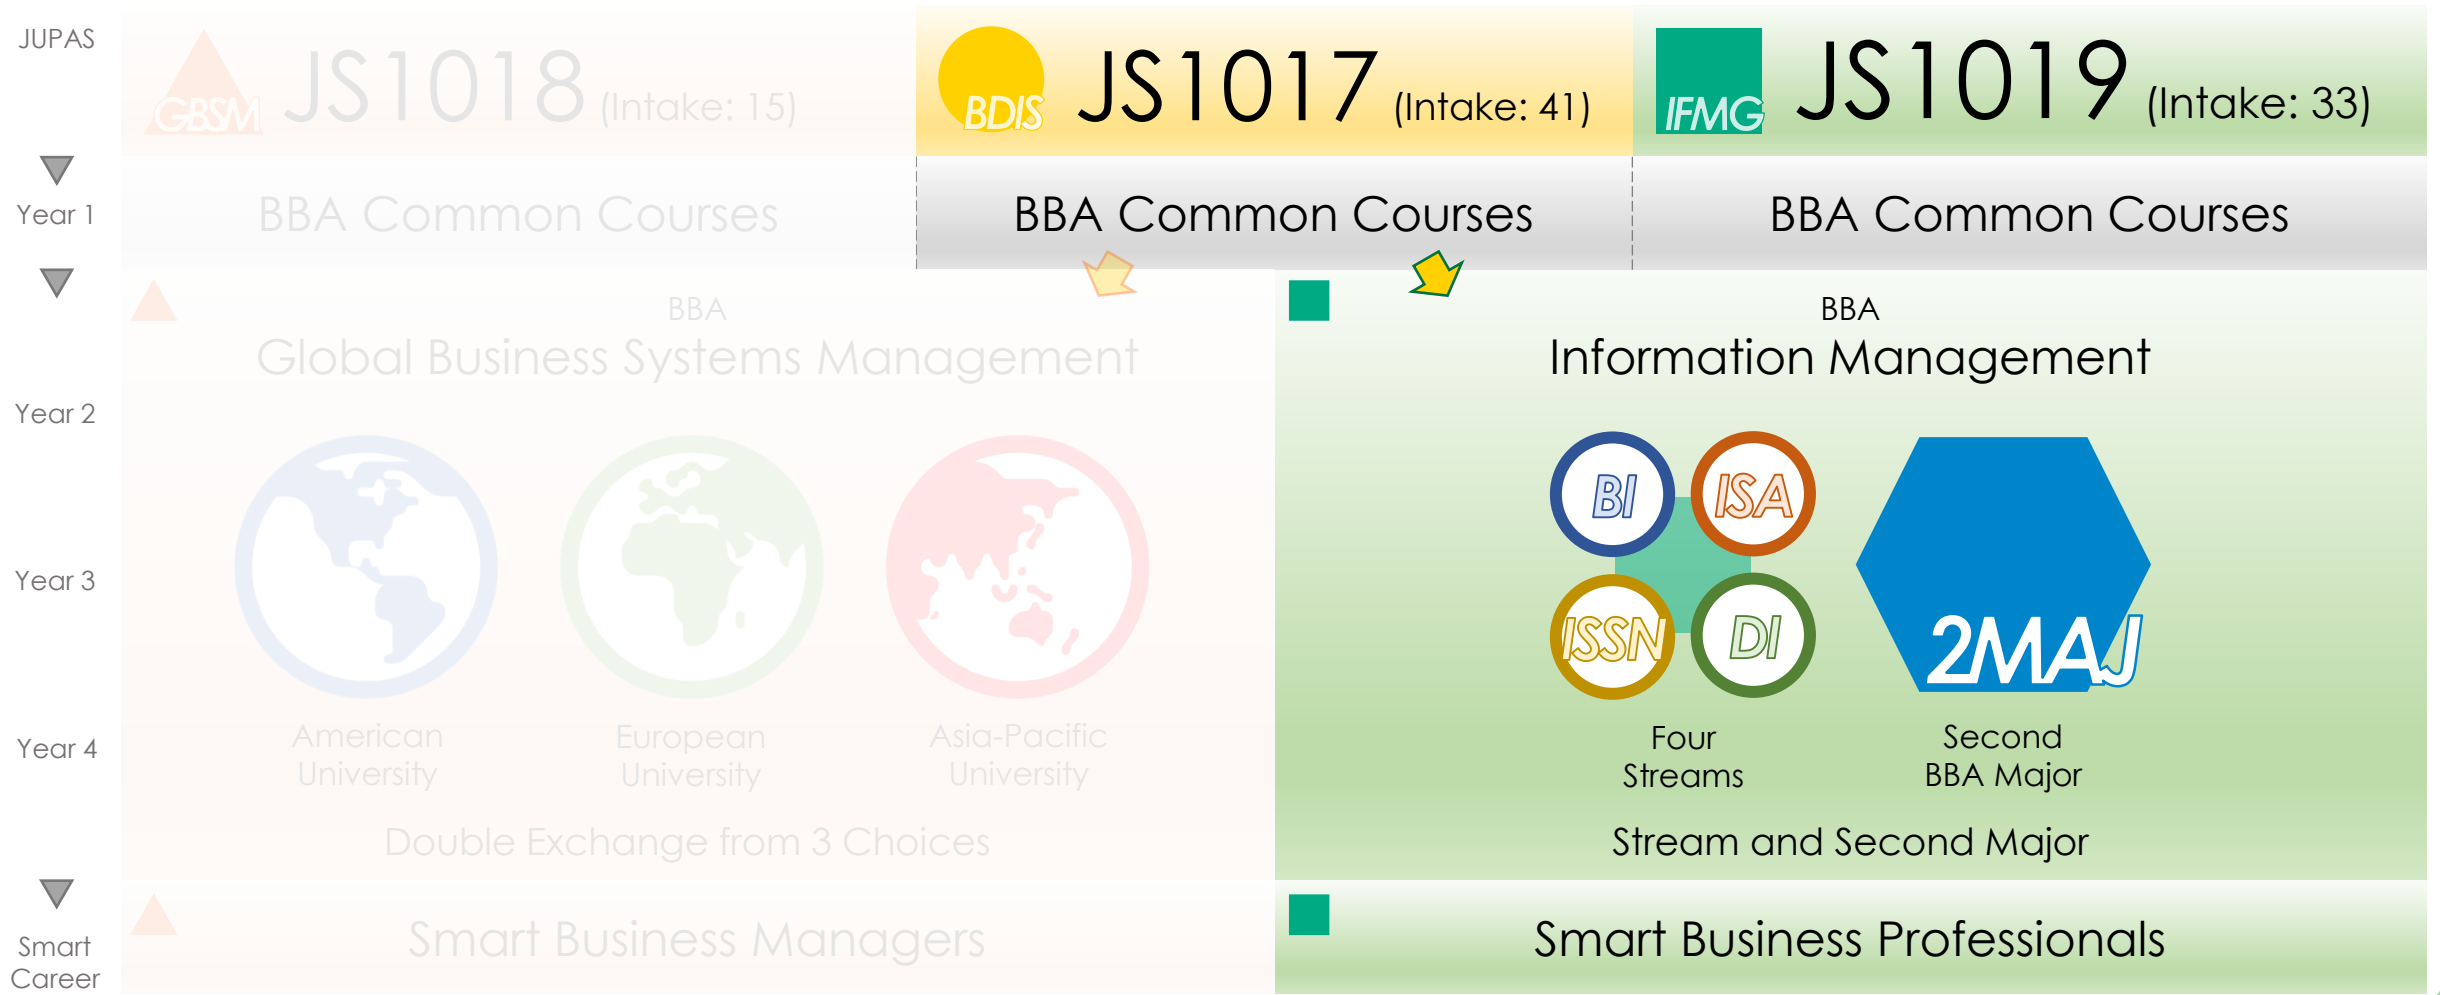 JUPAS
GBSM
JS1018 (Intake: 15)
BDIS
JS1017 (Intake: 41)
IFMG
JS1019 (Intake: 33)
Year 1
BBA Common Courses
BBA Common Courses
BBA Common Courses
BBA
Global Business Systems Management
BBA
Information Management
Year 2
BI
ISA
Year 3
ISSN
DI
2MAJ
Year 4
American
University
European
University
Asia-Pacific
University
Four
Streams
Second
BBA Major
Double Exchange from 3 Choices
Stream and Second Major
Smart
Career
Smart Business Managers
Smart Business Professionals